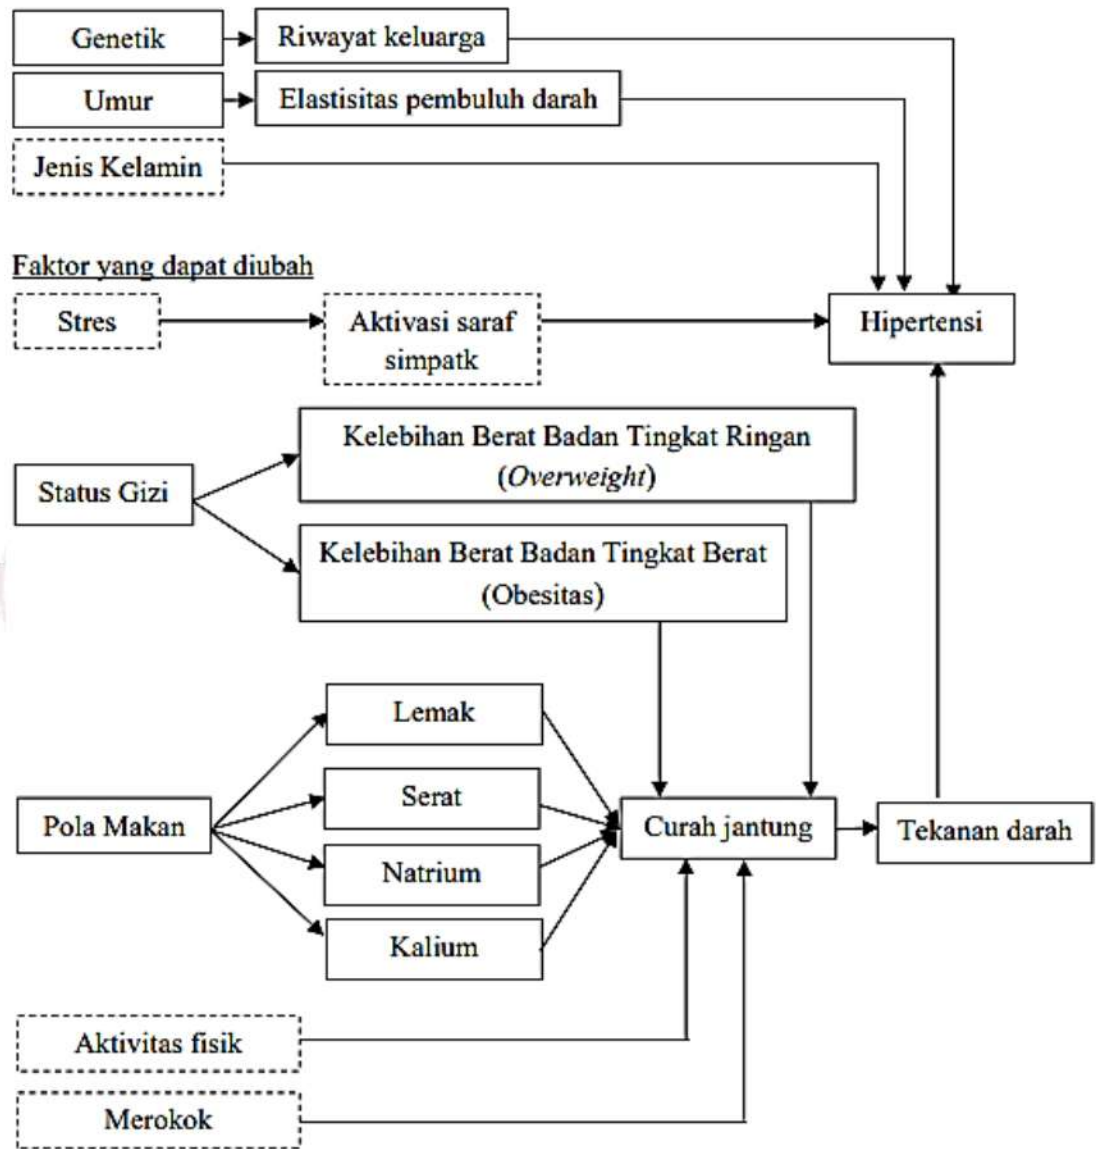 Genetik
Riwayat keluarga
Umur
Elastisitas pembuluh darah
Jenis Kelamin
Faktor yang dapat diubah
Stres
Aktivasi saraf
simpatk
Hipertensi
Kelebihan Berat Badan Tingkat Ringan
(Overweight)
Status Gizi
Kelebihan Berat Badan Tingkat Berat
(Obesitas)
Lemak
Serat
Pola Makan
Curah jantung
Tekanan darah
Natrium
Kalium
Aktivitas fisik
Merokok